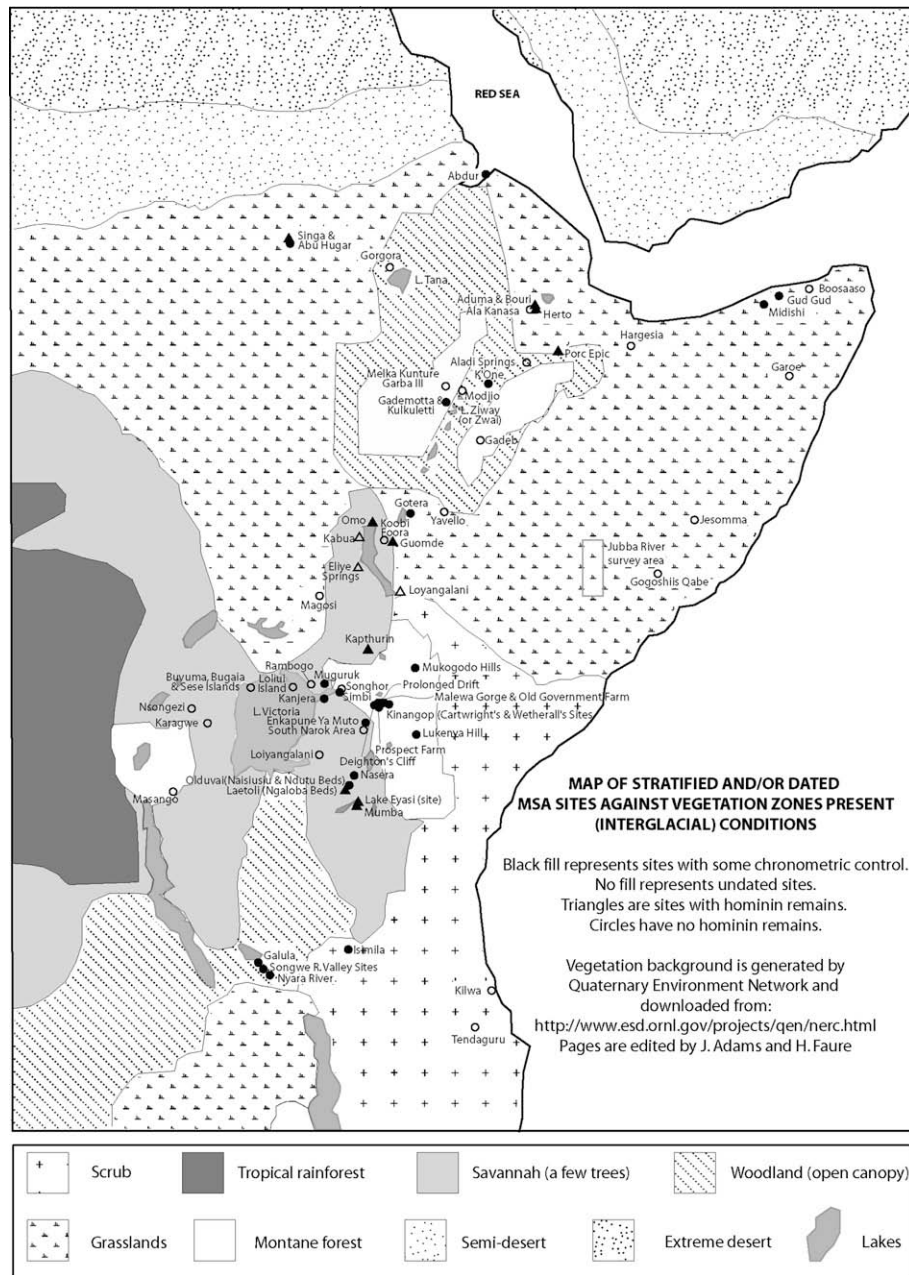 RED SEA
Abdur
Singa &
Abu Hugar
Gorgora
L. Tana
Aduma & Bouri
Ala Kanasa
Herto
Boosaaso
Gud Gud
Midishi
Hargesia
Garoe
Aladi Springs
Porc Epic
K'One
Melka Kunture
Garba III
Modjio
Gademotta &
Kulkuletti
L. Ziway
(or Zwai)
Gadeb
Gotera
Yavello
Omo
Koobi
Foora
Kabua
Guomde
Eliye
Springs
Loyangalani
Magosi
Jesomma
Jubba River
survey area
Gogoshiis Qabe
Kapthurin
Mukogodo Hills
Rambogo
Muguruk
Buyuma, Bugaia
& Sese Islands
Lolui
Island
Songhor
Simbi
Prolonged Drift
Malewa Gorge & Old Government Farm
Nsongezi
Kanjera
Kinangop (Cartwright's & Wetherall's Sites
Karagwe
L. Victoria
Enkapune Ya Muto
South Narok Area
Lukenya Hill
Loiyangalani
Prospect Farm
Deighton's Cliff
Nasera
Olduvai (Naisiusiu & Ndutu Beds)
Laetoli (Ngaloba Beds)
Masango
Lake Eyasi (site)
Mumba
Isimila
Galula
Songwe R. Valley Sites
Nyara River
Kilwa
Tendaguru
MAP OF STRATIFIED AND/OR DATED
MSA SITES AGAINST VEGETATION ZONES PRESENT
(INTERGLACIAL) CONDITIONS
Black fill represents sites with some chronometric control.
No fill represents undated sites.
Triangles are sites with hominin remains.
Circles have no hominin remains.
Vegetation background is generated by
Quaternary Environment Network and
downloaded from:
http://www.esd.ornl.gov/projects/qen/nerc.html
Pages are edited by J. Adams and H. Faure
Scrub
Tropical rainforest
Savannah (a few trees)
Woodland (open canopy)
Grasslands
Montane forest
Semi-desert
Extreme desert
Lakes